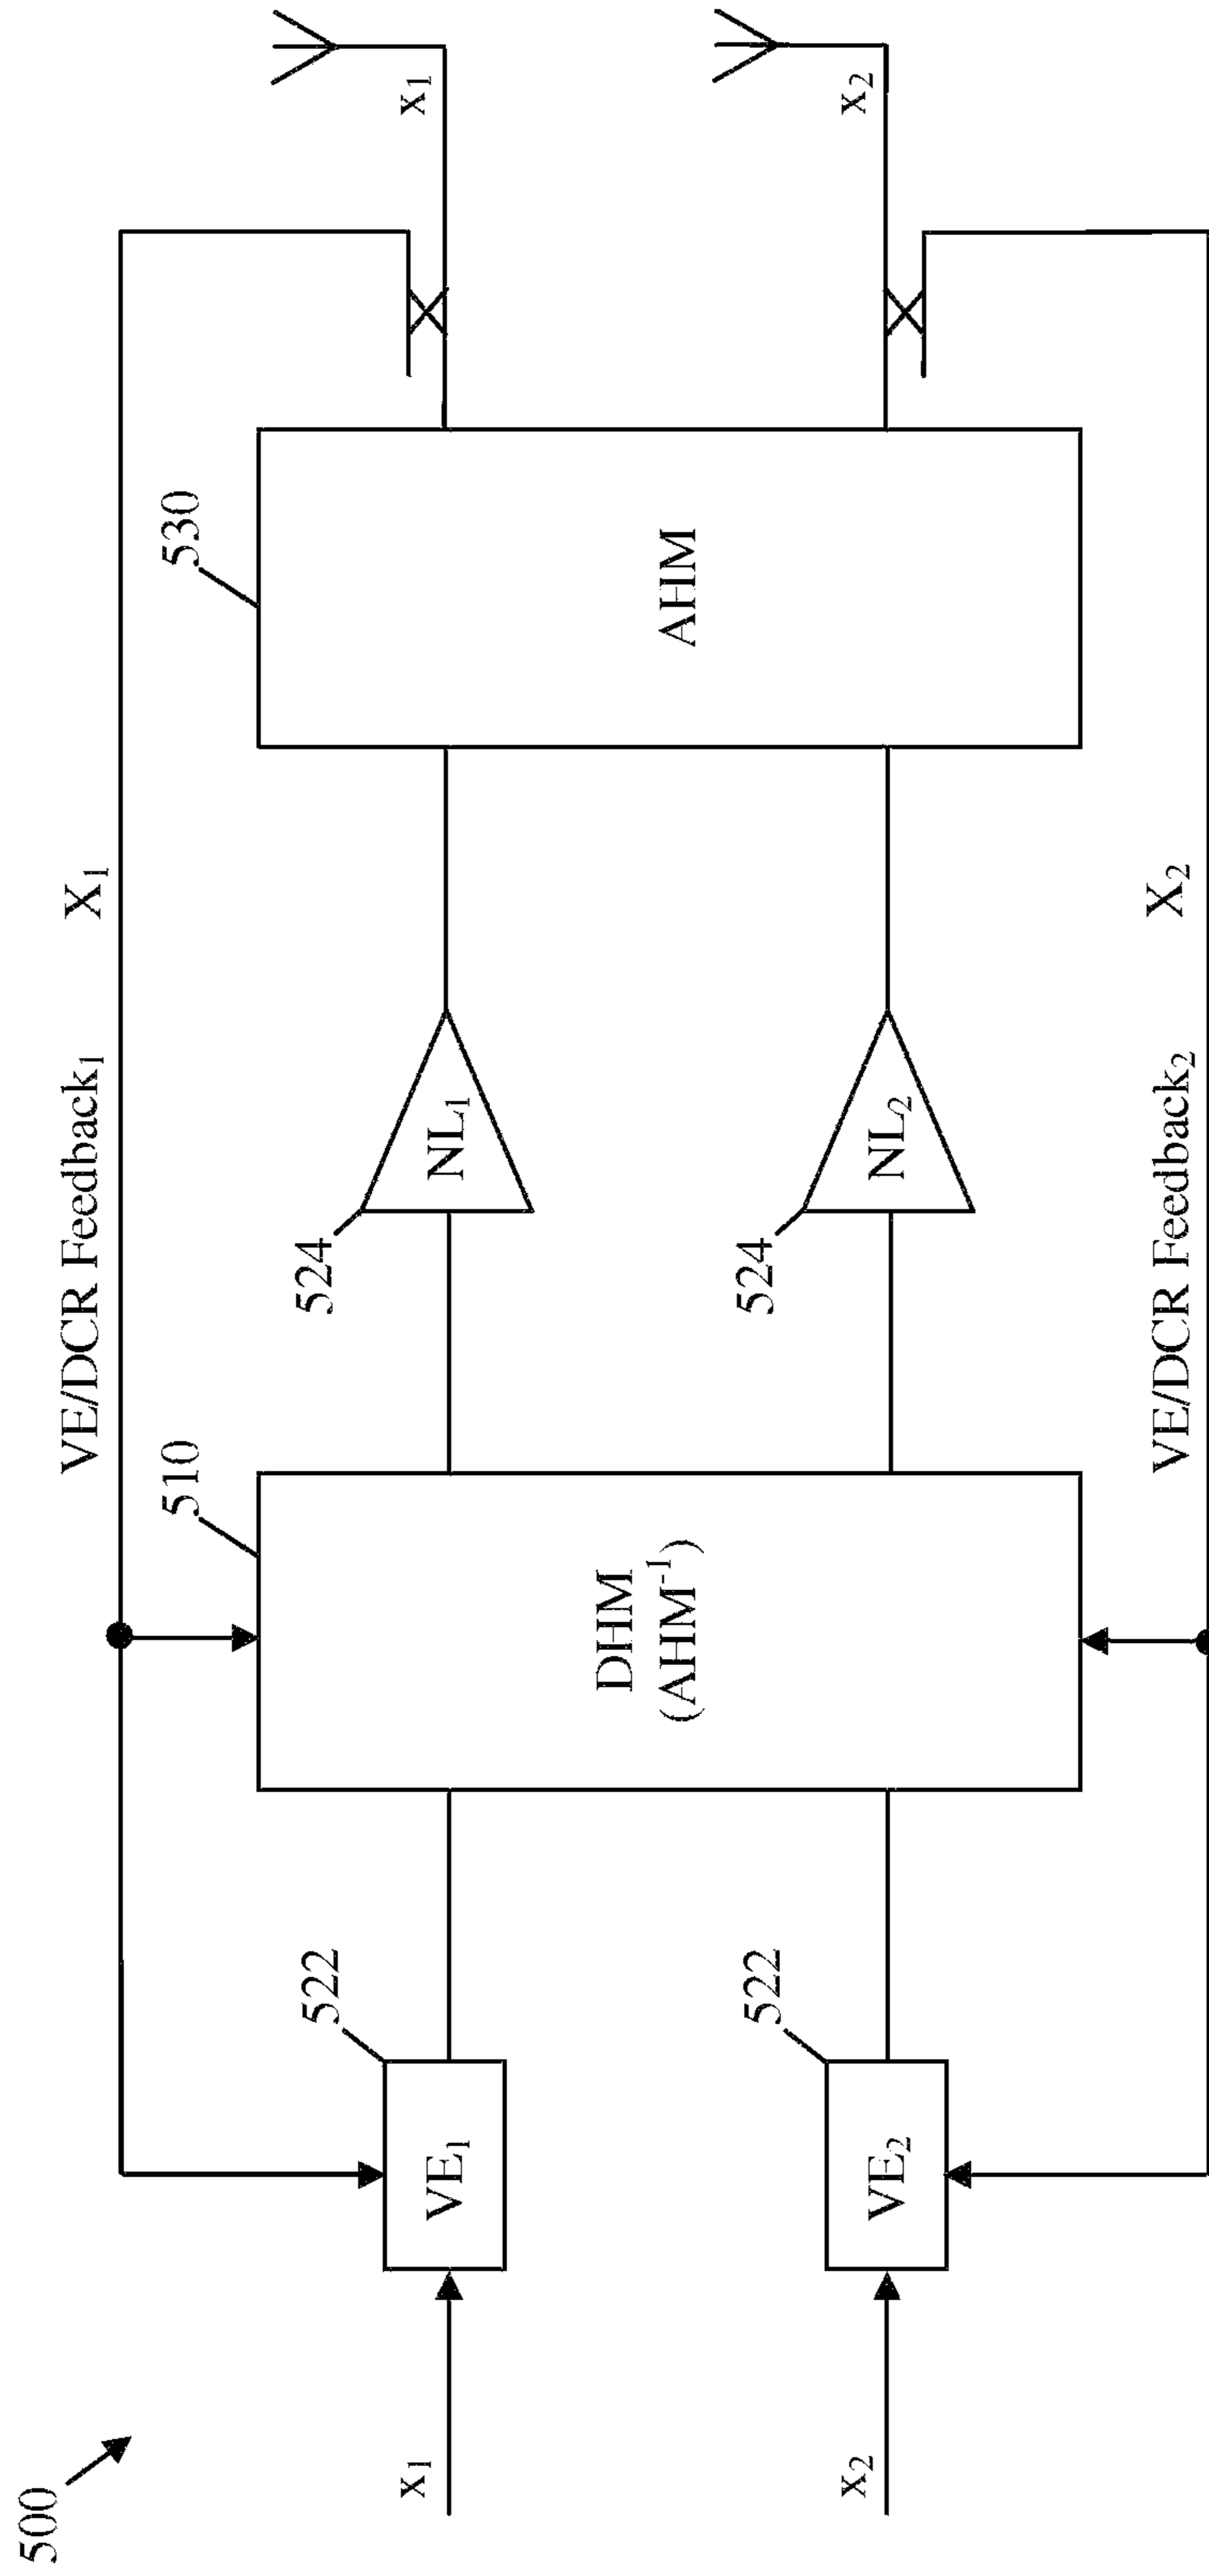 500
VE/DCR Feedback₁ X₁
510
530
522
524
x₁
VE₁
NL₁
x₁
DHM
(AHM⁻¹)
AHM
522
524
x₂
VE₂
NL₂
x₂
VE/DCR Feedback₂ X₂